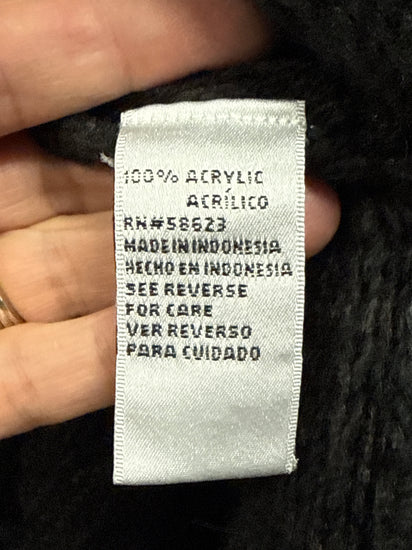 100% ACRYLIC
ACRÍLICO
RN#58623
MADE IN INDONESIA
HECHO EN INDONESIA
SEE REVERSE
FOR CARE
VER REVERSO
PARA CUIDADO